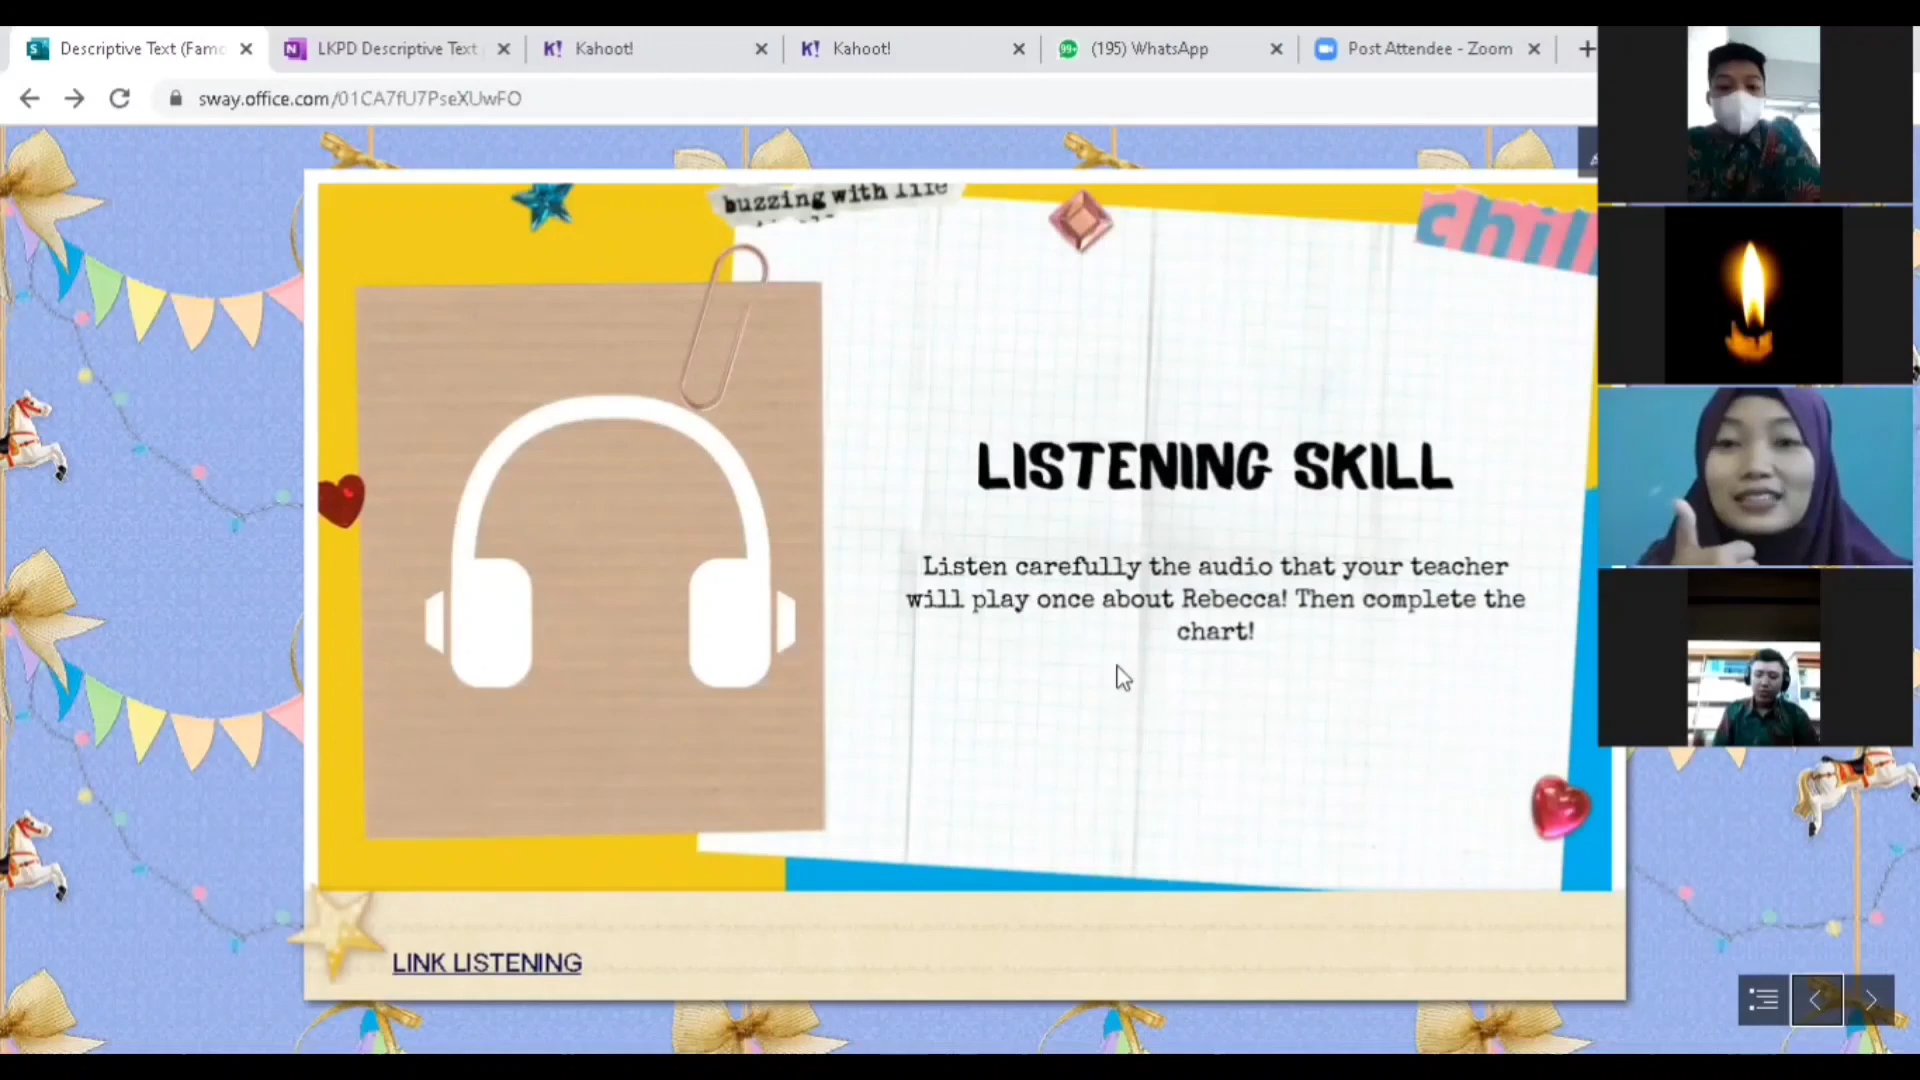 Descriptive Text (Famo
LKPD Descriptive Text
Kahoot!
Kahoot!
(195) WhatsApp
Post Attendee - Zoom
sway.office.com/01CA7fU7PseXUwFO
buzzing with life
chill
LISTENING SKILL
Listen carefully the audio that your teacher
will play once about Rebecca! Then complete the
chart!
LINK LISTENING